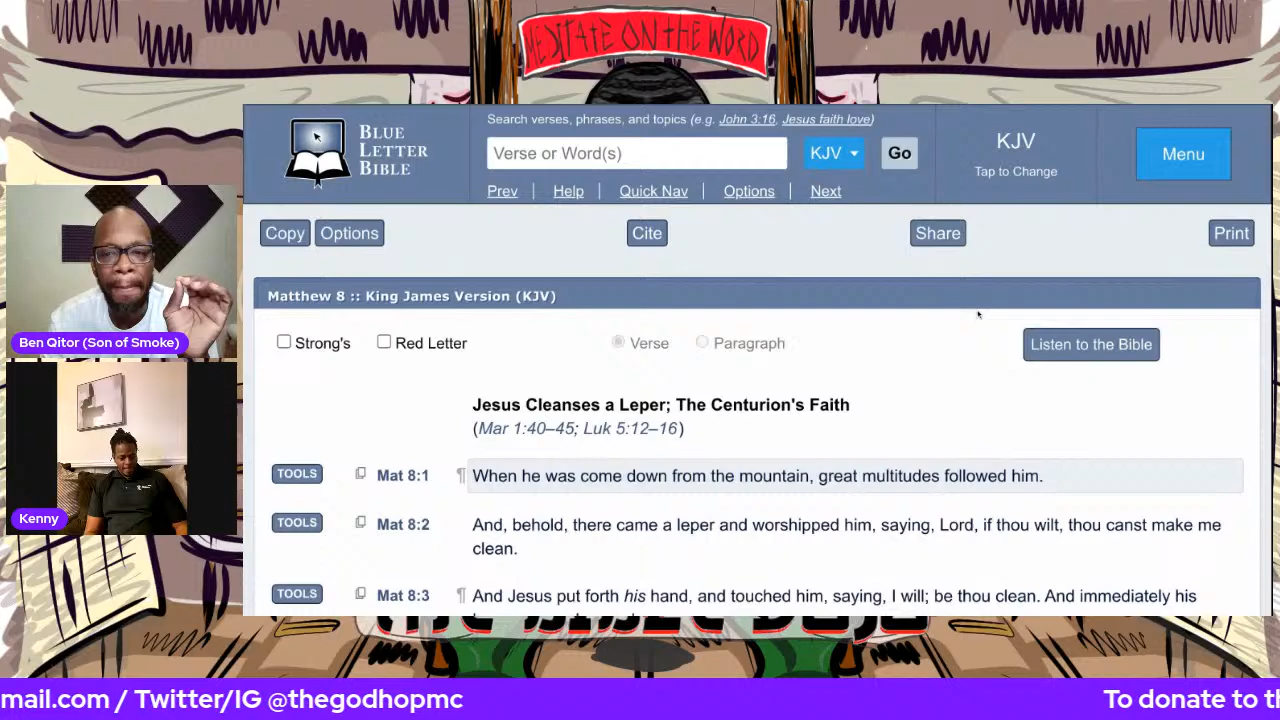 MEDITATE ON THE WORD
BLUE
LETTER
BIBLE
Search verses, phrases, and topics (e.g. John 3:16, Jesus faith love)
Verse or Word(s)
KJV
Go
Prev | Help | Quick Nav | Options | Next
KJV
Tap to Change
Menu
Copy Options Cite Share Print
Matthew 8 :: King James Version (KJV)
Strong's Red Letter Verse Paragraph Listen to the Bible
Jesus Cleanses a Leper; The Centurion's Faith
(Mar 1:40–45; Luk 5:12–16)
TOOLS Mat 8:1 ¶ When he was come down from the mountain, great multitudes followed him.
TOOLS Mat 8:2 And, behold, there came a leper and worshipped him, saying, Lord, if thou wilt, thou canst make me
clean.
TOOLS Mat 8:3 ¶ And Jesus put forth his hand, and touched him, saying, I will; be thou clean. And immediately his
Ben Qitor (Son of Smoke)
Kenny
mail.com / Twitter/IG @thegodhopmc
To donate to th